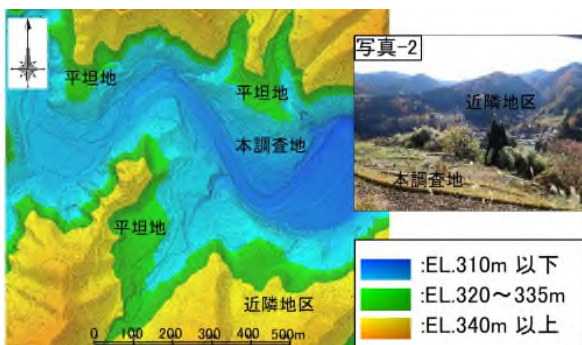 平坦地
平坦地
本調査地
平坦地
近隣地区
0 100 200 300 400 500m
写真-2
近隣地区
本調査地
:EL.310m 以下
:EL.320～335m
:EL.340m 以上